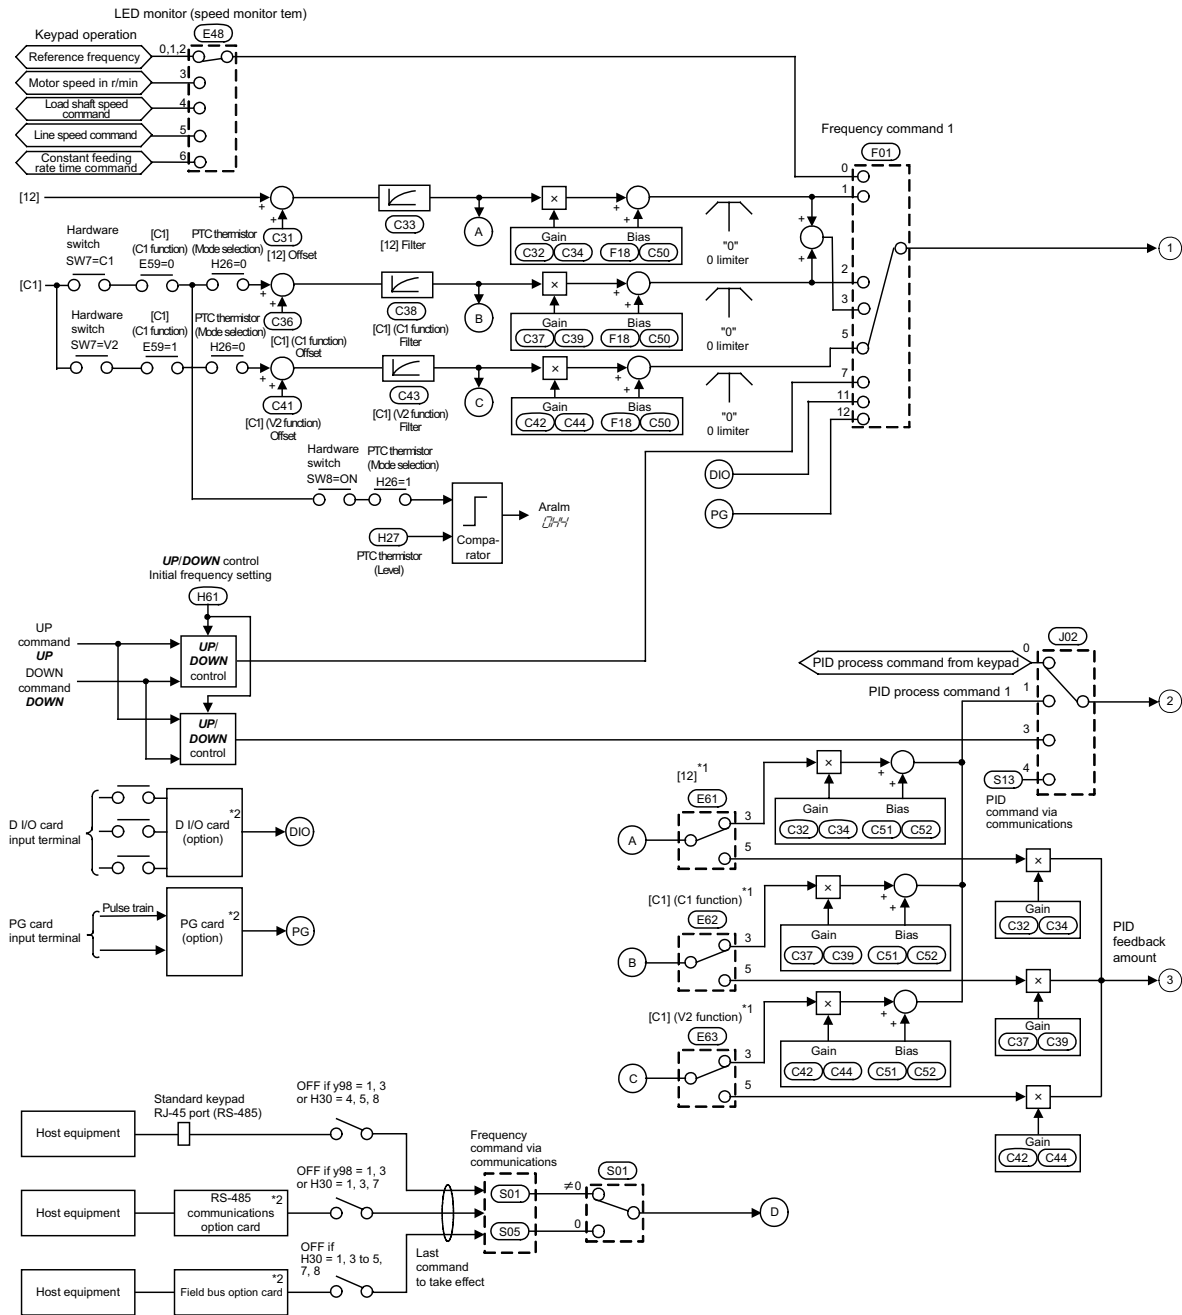 LED monitor (speed monitor tem)
Keypad operation
E48
Reference frequency
0,1,2
Motor speed in r/min
3
Load shaft speed
command
4
Line speed command
5
Constant feeding
rate time command
6
Frequency command 1
F01
0
1
2
3
5
7
11
12
1
[12]
+
+
C31
[12] Offset
C33
[12] Filter
A
×
+
+
Gain
C32 C34
Bias
F18 C50
"0"
0 limiter
+
+
Hardware
switch
SW7=C1
[C1]
(C1 function)
E59=0
PTC thermistor
(Mode selection)
H26=0
[C1]
+
+
C36
[C1] (C1 function)
Offset
C38
[C1] (C1 function)
Filter
B
×
+
+
Gain
C37 C39
Bias
F18 C50
"0"
0 limiter
Hardware
switch
SW7=V2
[C1]
(C1 function)
E59=1
PTC thermistor
(Mode selection)
H26=0
+
+
C41
[C1] (V2 function)
Offset
C43
[C1] (V2 function)
Filter
C
×
+
+
Gain
C42 C44
Bias
F18 C50
"0"
0 limiter
Hardware
switch
SW8=ON
PTC thermistor
(Mode selection)
H26=1
H27
PTC thermistor
(Level)
Compa-
rator
Aralm
0H4
DIO
PG
UP/DOWN control
Initial frequency setting
H61
UP
command
UP
DOWN
command
DOWN
UP/
DOWN
control
UP/
DOWN
control
PID process command from keypad
PID process command 1
J02
0
1
3
4
2
S13
PID
command via
communications
D I/O card
input terminal
D I/O card
(option)
*2
DIO
PG card
input terminal
Pulse train
PG card
(option)
*2
PG
[12]*1
E61
A
3
5
×
+
+
Gain
C32 C34
Bias
C51 C52
×
Gain
C32 C34
[C1] (C1 function)*1
E62
B
3
5
×
+
+
Gain
C37 C39
Bias
C51 C52
×
Gain
C37 C39
PID
feedback
amount
3
[C1] (V2 function)*1
E63
C
3
5
×
+
+
Gain
C42 C44
Bias
C51 C52
×
Gain
C42 C44
Host equipment
Standard keypad
RJ-45 port (RS-485)
OFF if y98 = 1, 3
or H30 = 4, 5, 8
Host equipment
RS-485
communications
option card
*2
OFF if y98 = 1, 3
or H30 = 1, 3, 7
Host equipment
Field bus option card
*2
OFF if
H30 = 1, 3 to 5,
7, 8
Last
command
to take effect
Frequency
command via
communications
S01
S05
S01
≠0
0
D